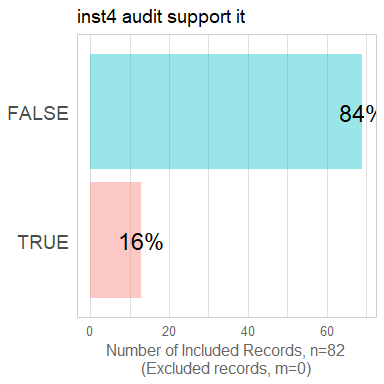 inst4 audit support it
FALSE
84%
TRUE
16%
0 20 40 60
Number of Included Records, n=82
(Excluded records, m=0)